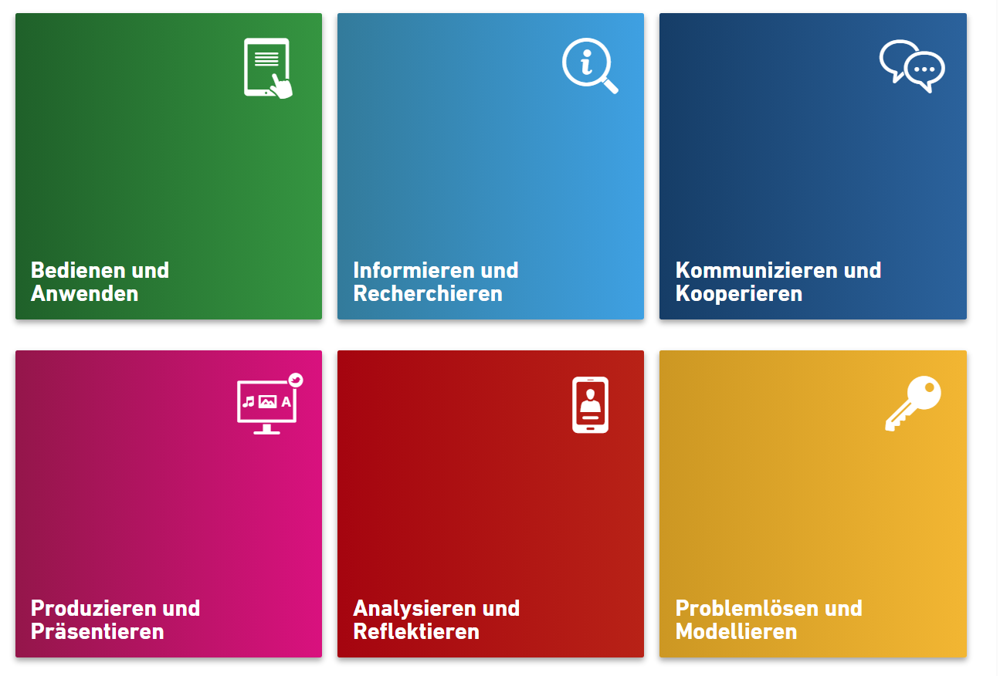 Bedienen und
Anwenden
Informieren und
Recherchieren
Kommunizieren und
Kooperieren
A
Produzieren und
Präsentieren
Analysieren und
Reflektieren
Problemlösen und
Modellieren